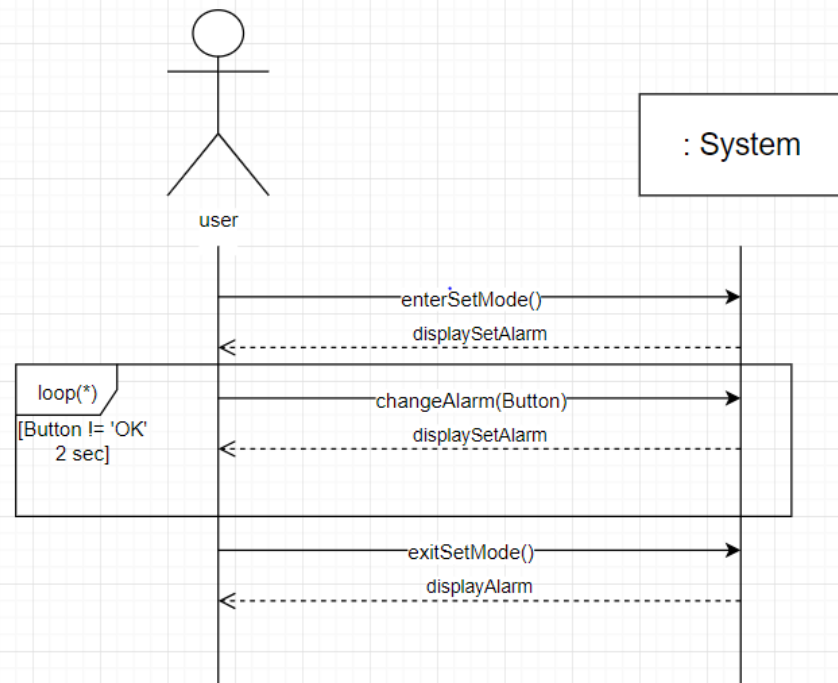 : System
user
enterSetMode()
displaySetAlarm
loop(*)
changeAlarm(Button)
[Button != 'OK'
2 sec]
displaySetAlarm
exitSetMode()
displayAlarm